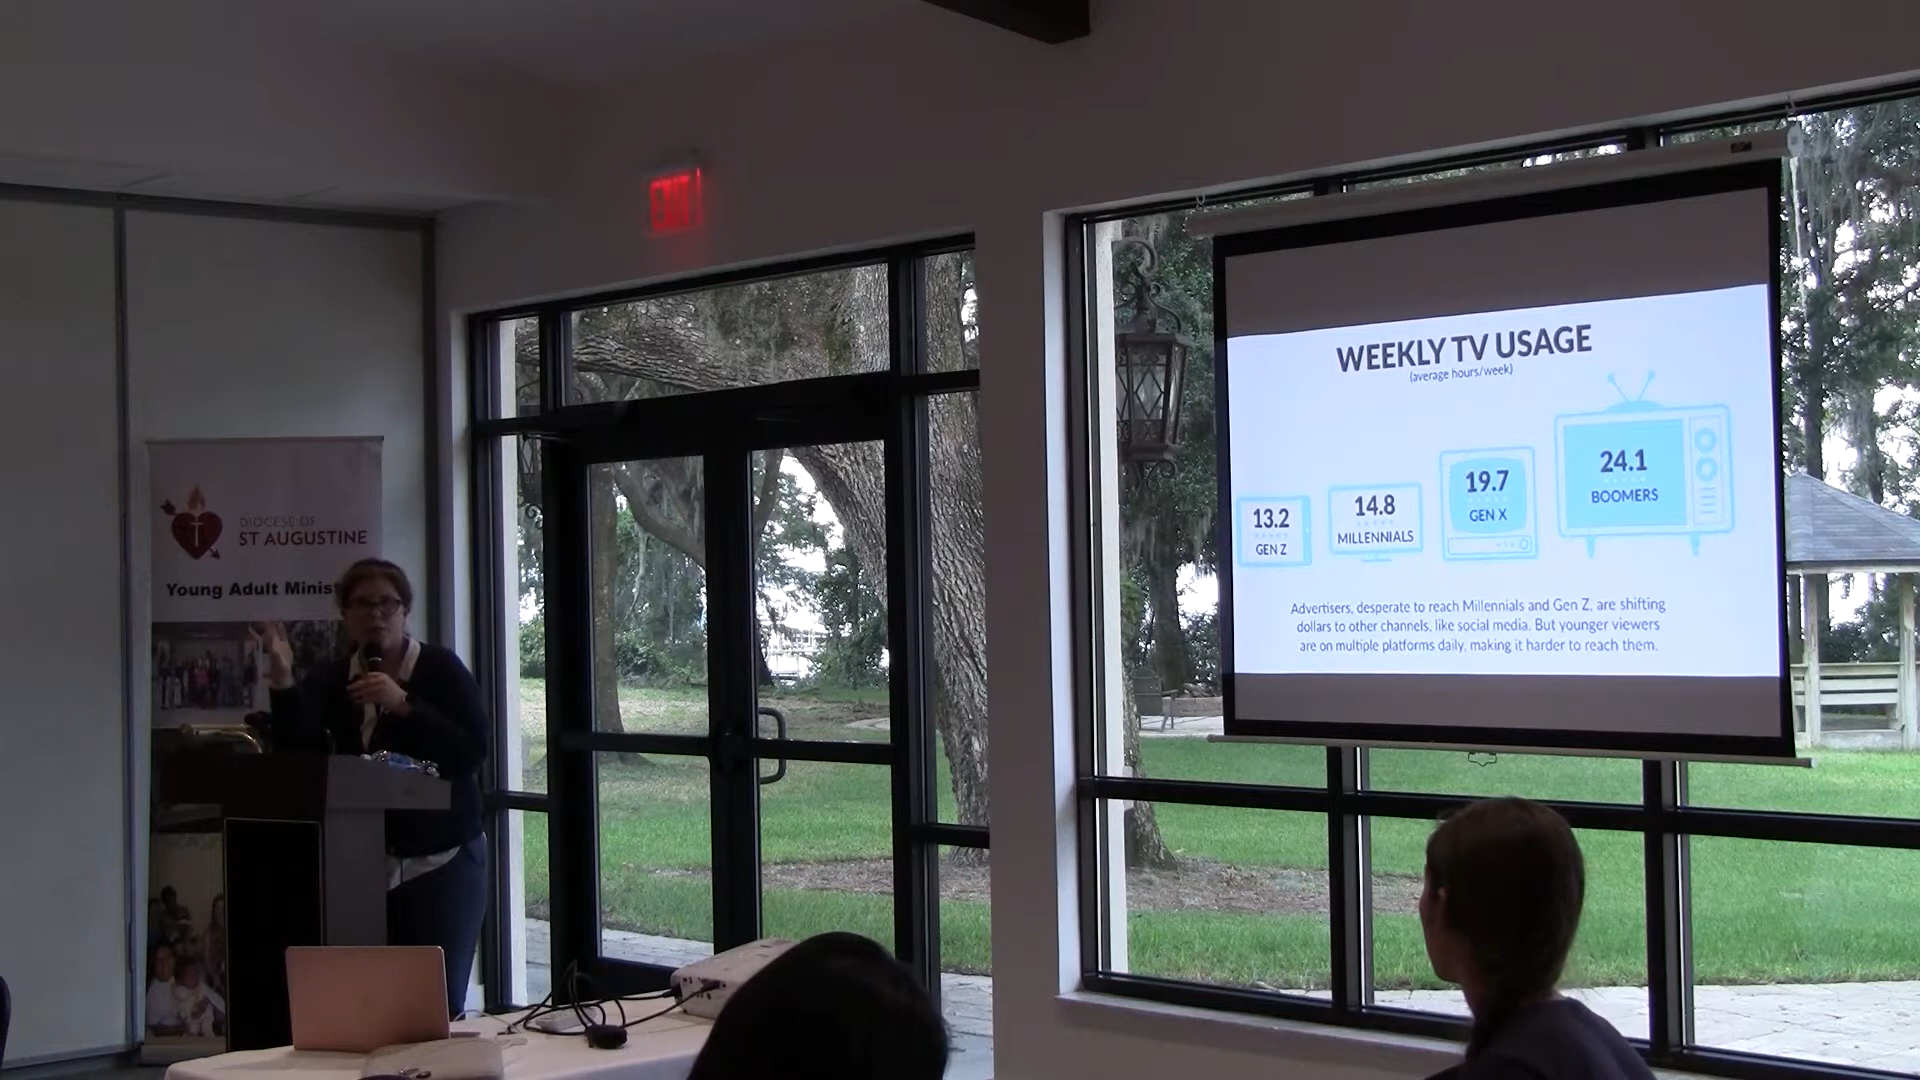 EXIT
DIOCESE OF
ST AUGUSTINE
Young Adult
WEEKLY TV USAGE
(average hours/week)
13.2
GEN Z
14.8
MILLENNIALS
19.7
GEN X
24.1
BOOMERS
Advertisers, desperate to reach Millennials and Gen Z, are shifting
dollars to other channels, like social media. But younger viewers
are on multiple platforms daily, making it harder to reach them.